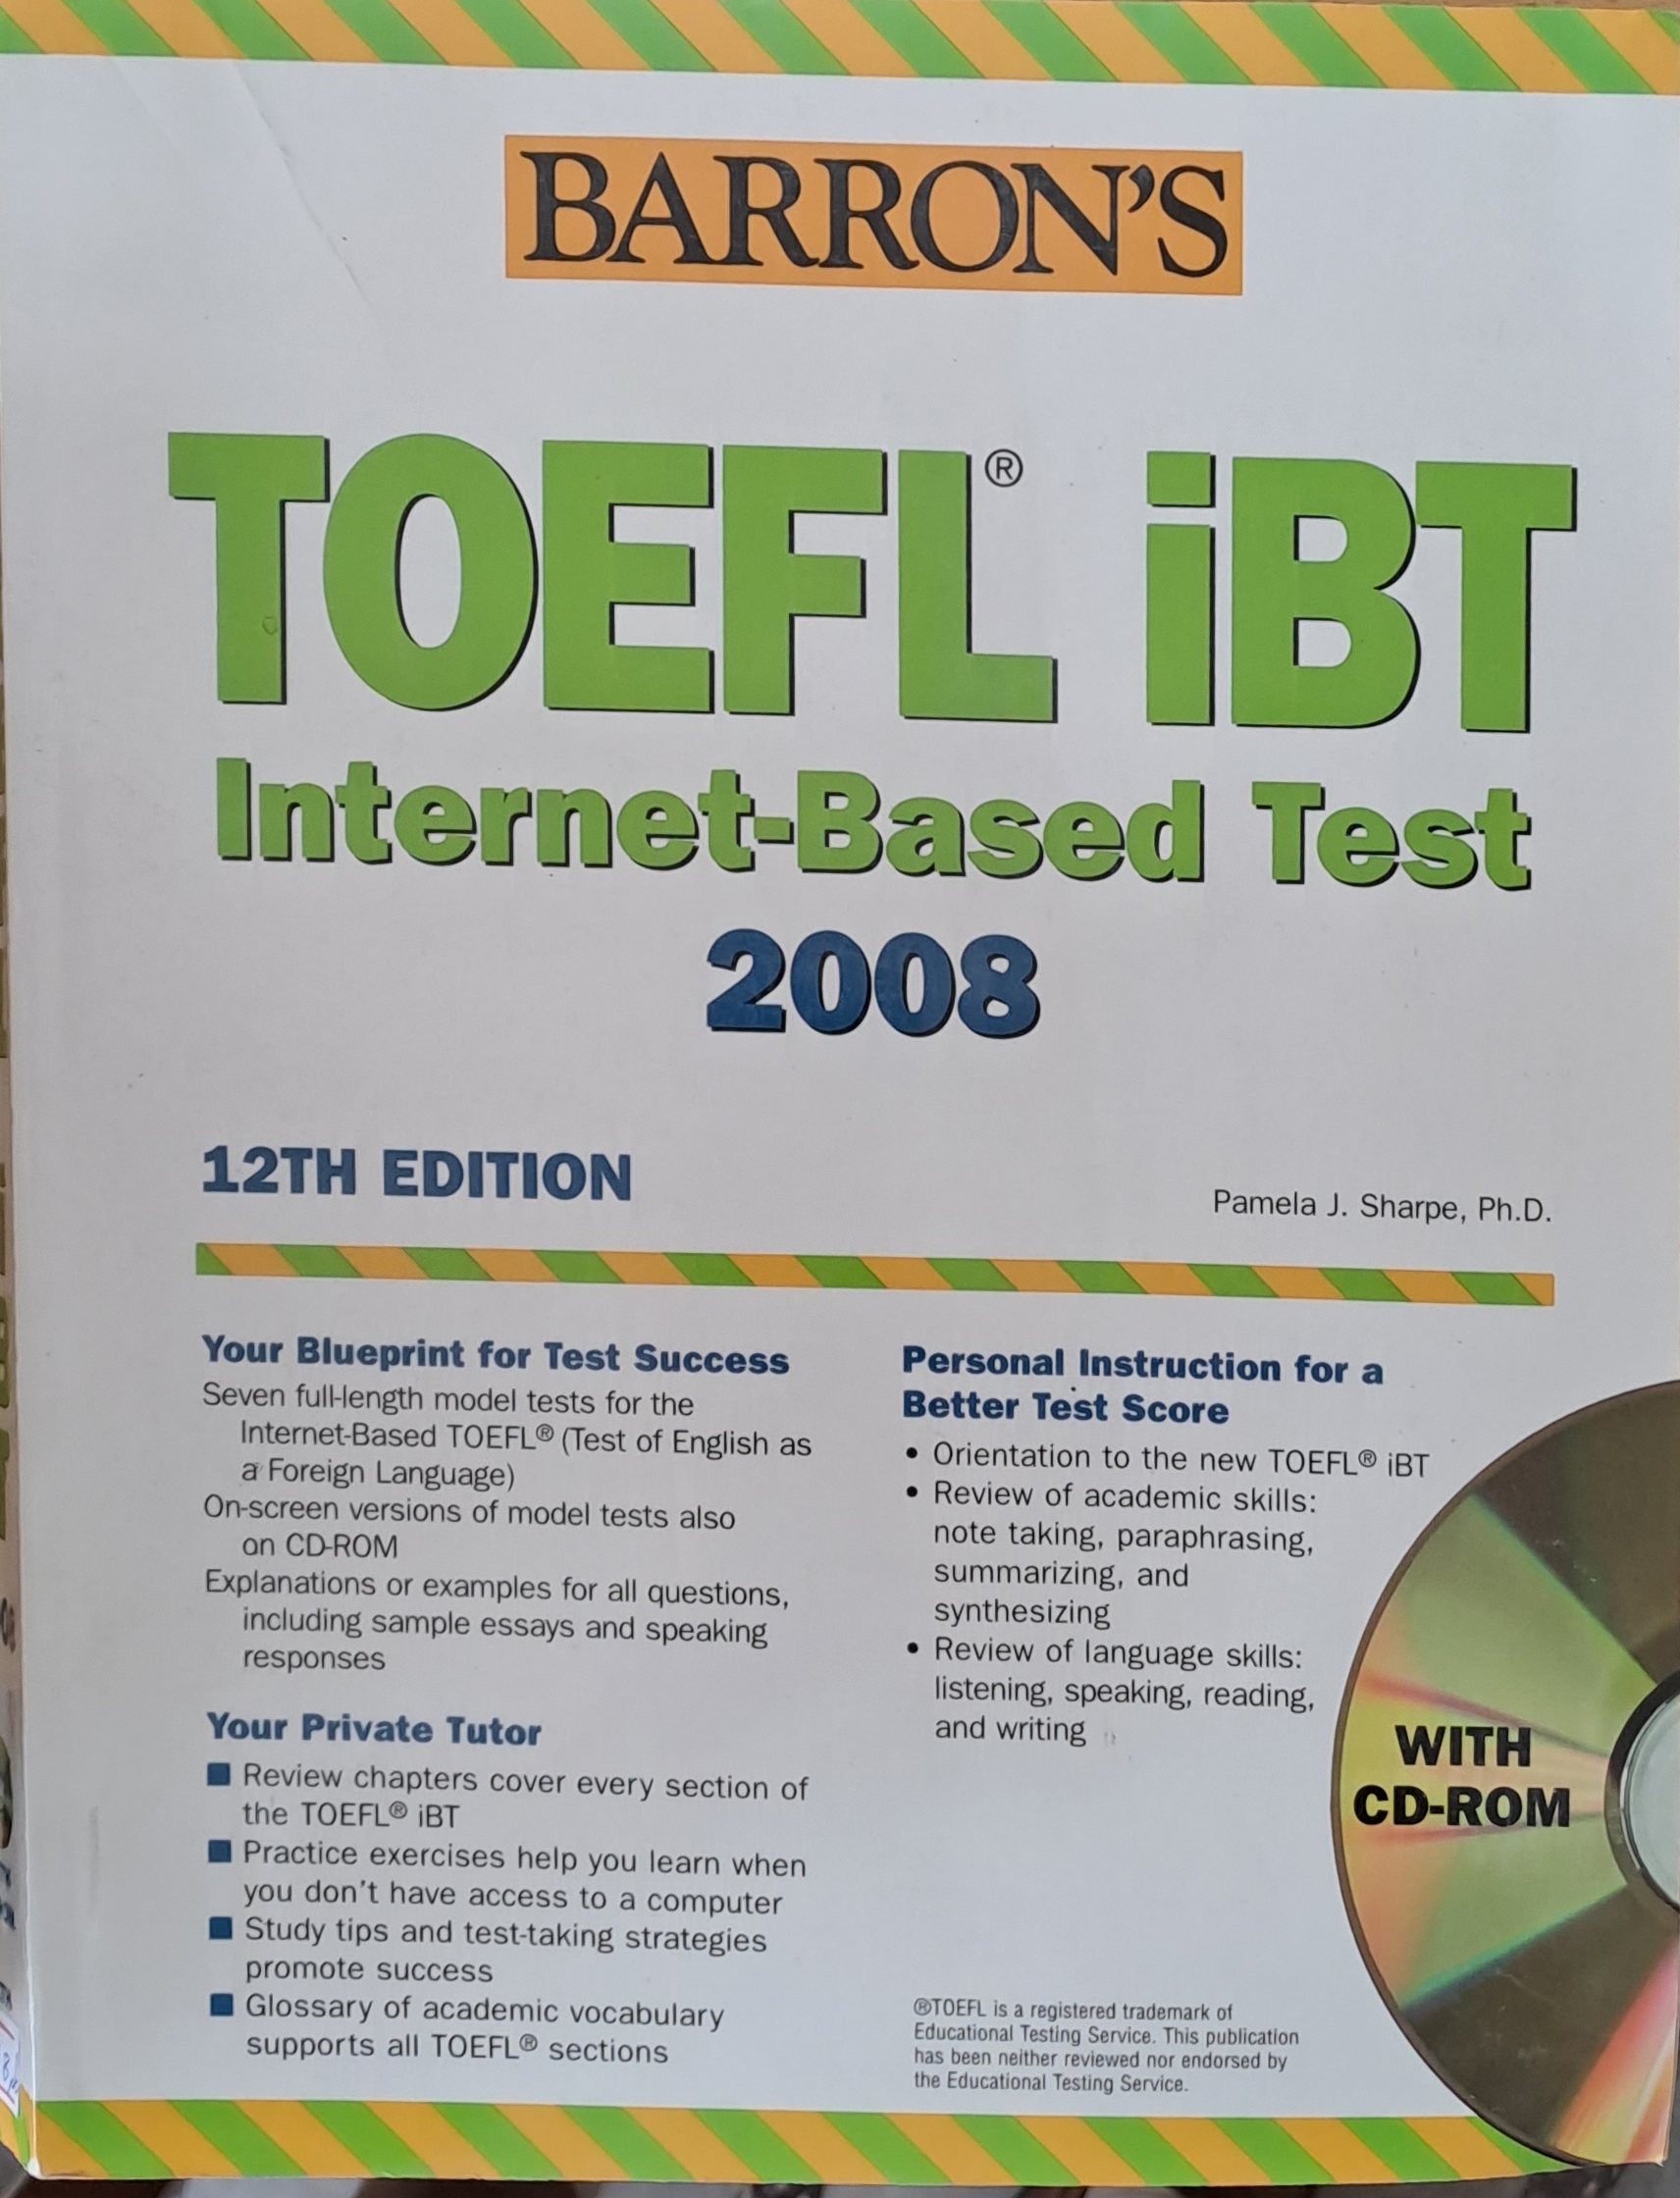 BARRON'S
TOEFL® iBT
Internet-Based Test
2008
12TH EDITION
Pamela J. Sharpe, Ph.D.
Your Blueprint for Test Success
Seven full-length model tests for the
Internet-Based TOEFL® (Test of English as
a Foreign Language)
On-screen versions of model tests also
on CD-ROM
Explanations or examples for all questions,
including sample essays and speaking
responses
Your Private Tutor
Review chapters cover every section of
the TOEFL® iBT
Practice exercises help you learn when
you don't have access to a computer
Study tips and test-taking strategies
promote success
Glossary of academic vocabulary
supports all TOEFL® sections
Personal Instruction for a
Better Test Score
• Orientation to the new TOEFL® iBT
• Review of academic skills:
note taking, paraphrasing,
summarizing, and
synthesizing
• Review of language skills:
listening, speaking, reading,
and writing
WITH
CD-ROM
®TOEFL is a registered trademark of
Educational Testing Service. This publication
has been neither reviewed nor endorsed by
the Educational Testing Service.